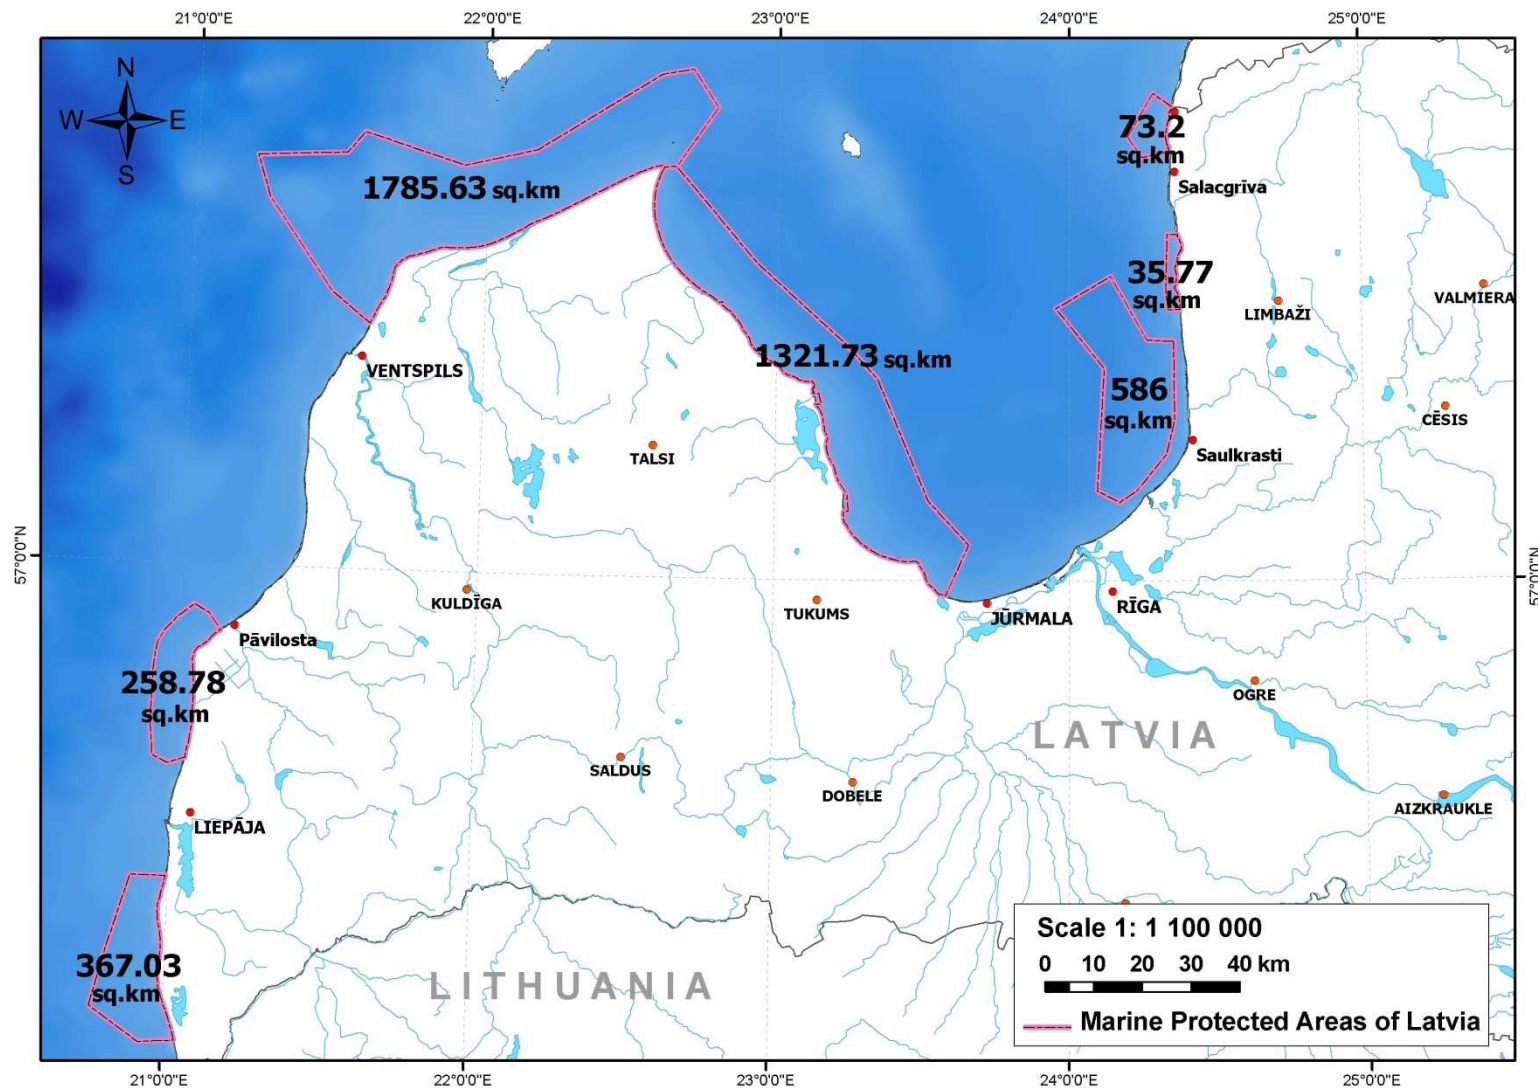 21°0'0"E
22°0'0"E
23°0'0"E
24°0'0"E
25°0'0"E
N
W
E
S
73.2
sq.km
1785.63 sq.km
Salacgrīva
35.77
sq.km
VALMIERA
LIMBAŽI
1321.73 sq.km
VENTSPILS
586
sq.km
CĒSIS
TALSI
Saulkrasti
57°0'0"N
57°0'0"N
KULDĪGA
TUKUMS
JŪRMALA
RĪGA
Pāvilosta
258.78
sq.km
OGRE
LATVIA
SALDUS
DOBELE
AIZKRAUKLE
LIEPĀJA
367.03
sq.km
LITHUANIA
Scale 1: 1 100 000
0 10 20 30 40 km
Marine Protected Areas of Latvia
21°0'0"E
22°0'0"E
23°0'0"E
24°0'0"E
25°0'0"E